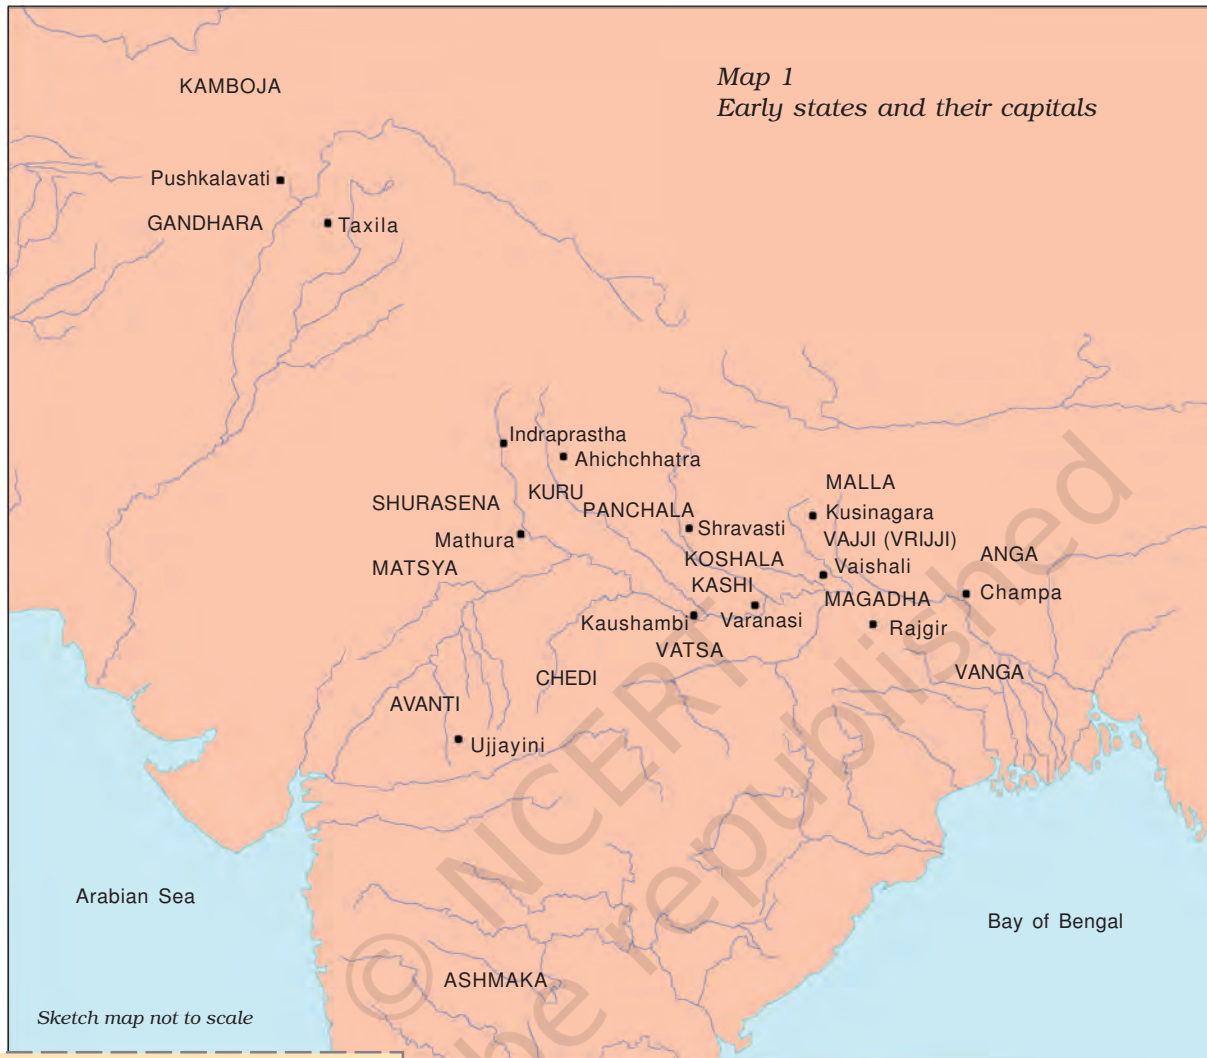 Map 1
Early states and their capitals
KAMBOJA
Pushkalavati
GANDHARA
Taxila
Indraprastha
Ahichchhatra
MALLA
KURU
SHURASENA
PANCHALA
Kusinagara
Shravasti
Mathura
VAJJI (VRIJJI)
ANGA
KOSHALA
Vaishali
MATSYA
KASHI
Champa
MAGADHA
Kaushambi
Varanasi
Rajgir
VATSA
VANGA
CHEDI
AVANTI
Ujjayini
Arabian Sea
Bay of Bengal
ASHMAKA
Sketch map not to scale
© NCERT
be republished